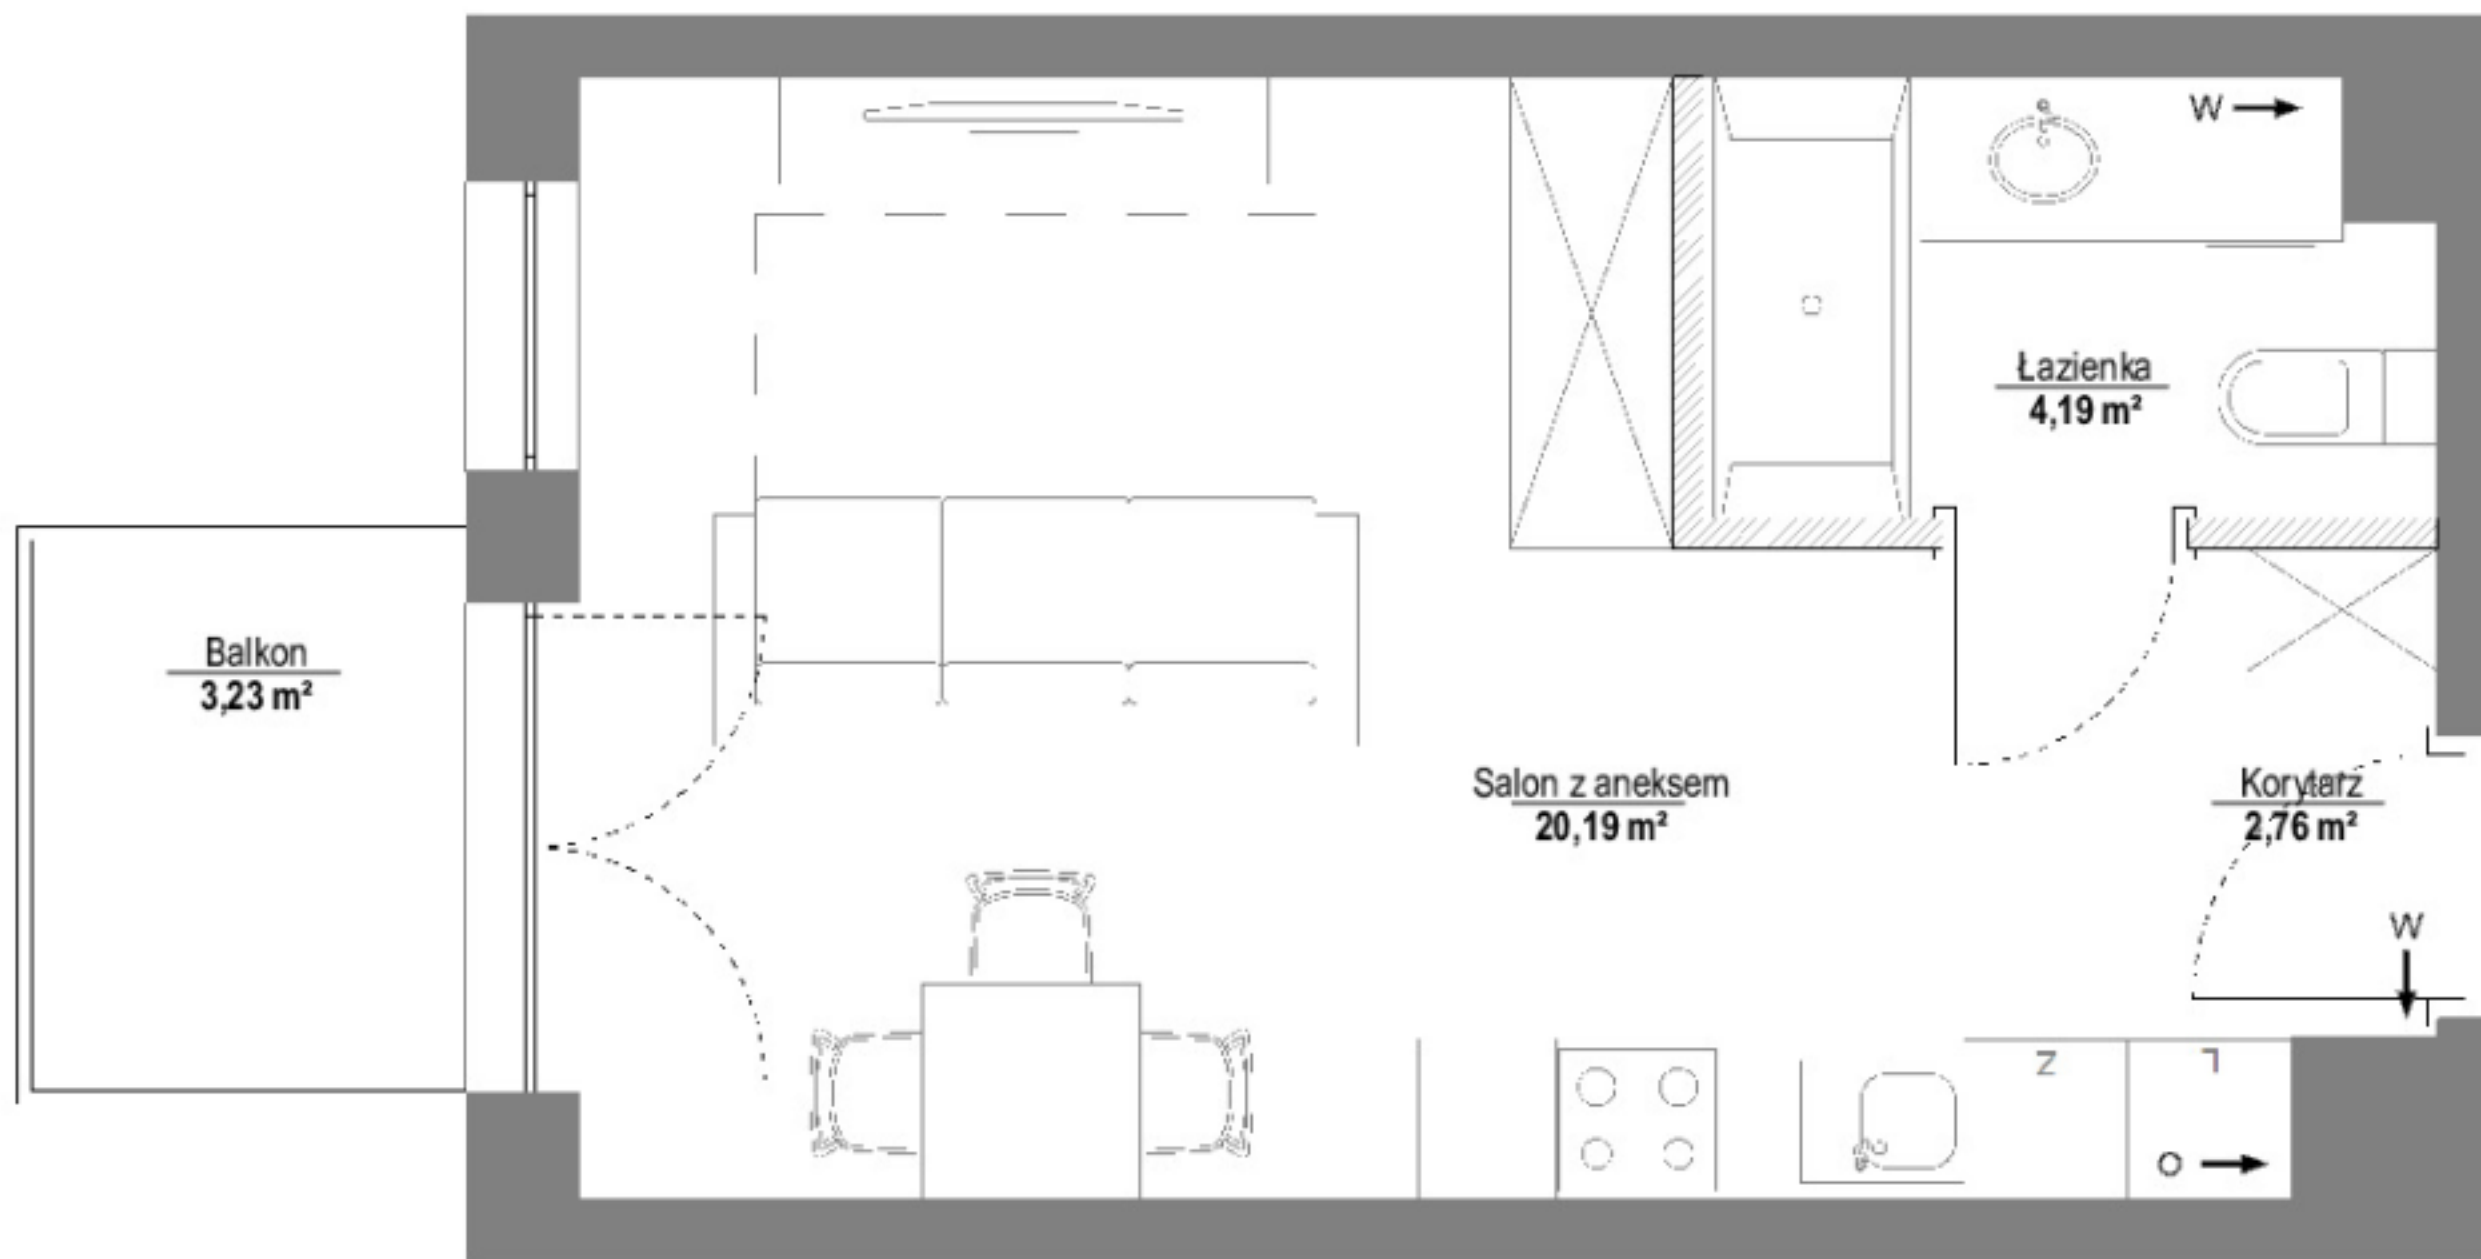 W
Łazienka
4,19 m²
Balkon
3,23 m²
Salon z aneksem
20,19 m²
Korytarz
2,76 m²
W
Z
L
O